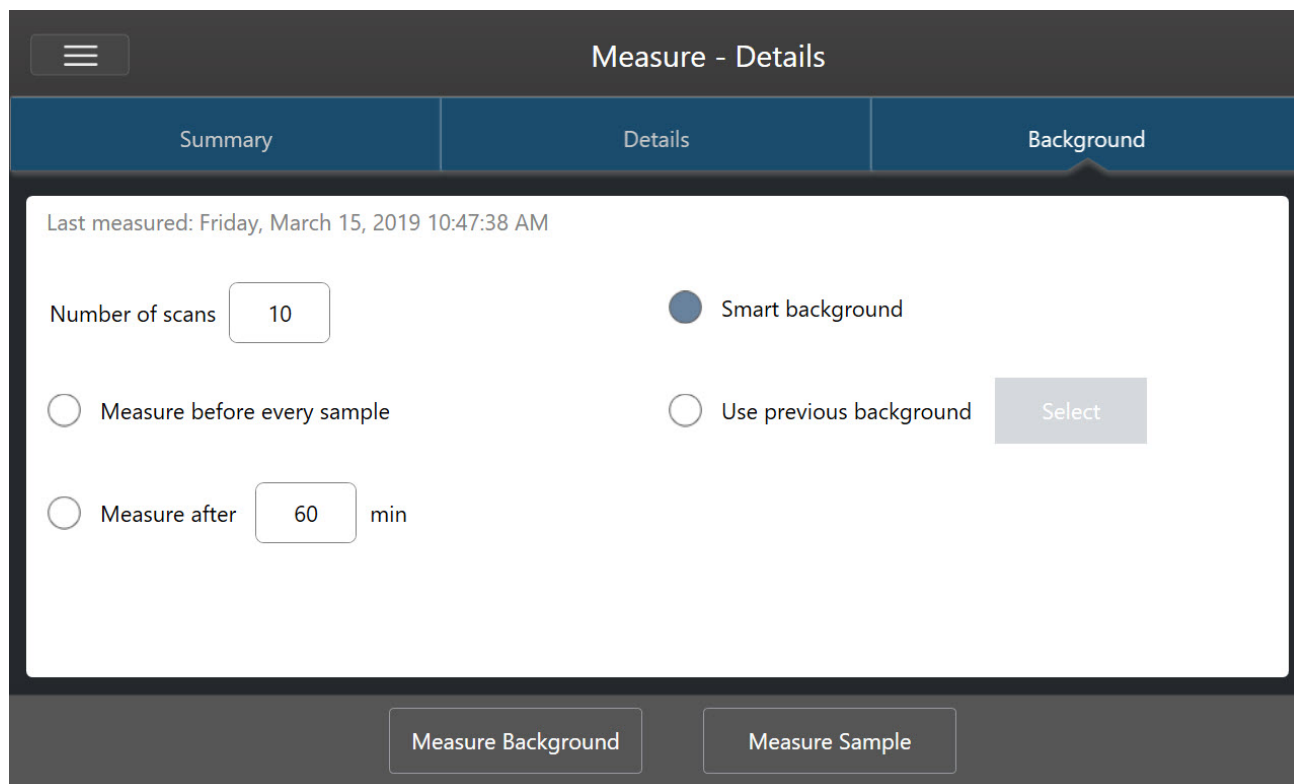 Measure - Details
Summary
Details
Background
Last measured: Friday, March 15, 2019 10:47:38 AM
Number of scans 10
Smart background
Measure before every sample
Use previous background Select
Measure after 60 min
Measure Background
Measure Sample